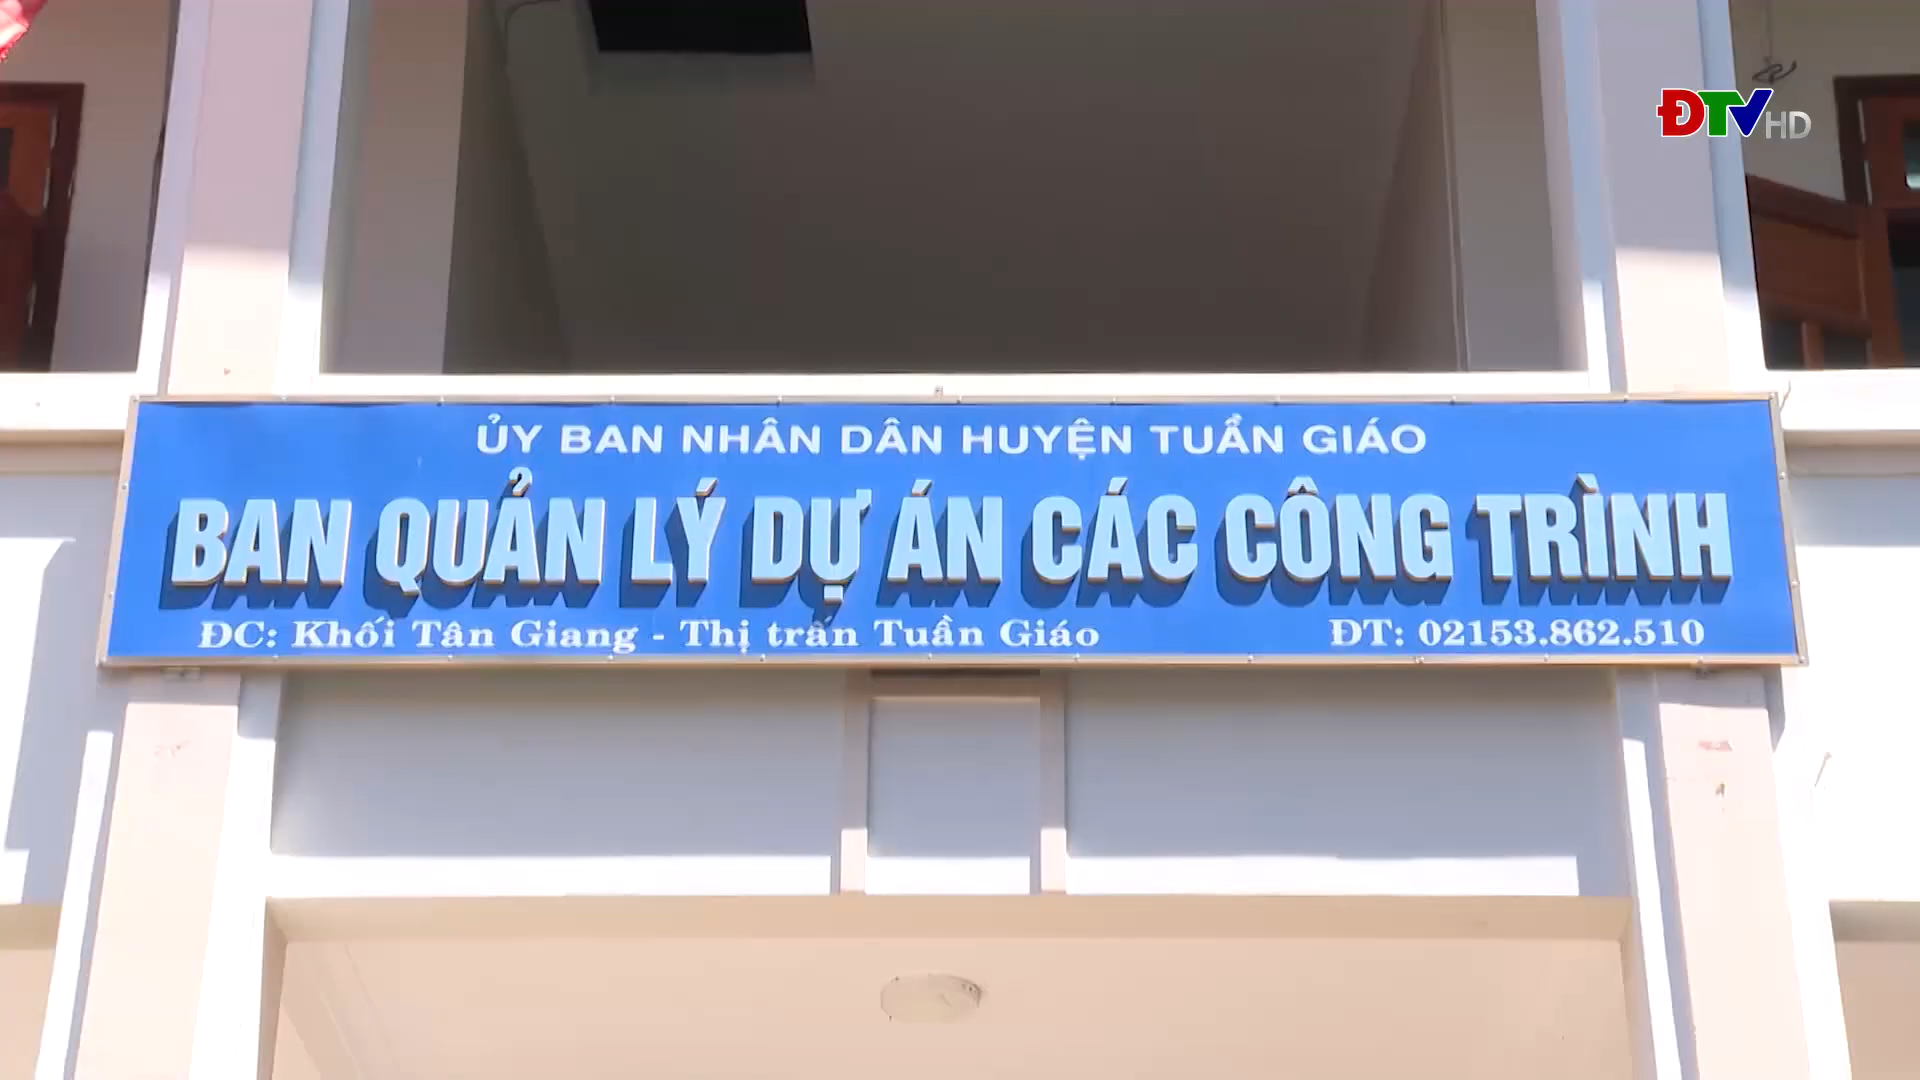 ĐTV HD
ỦY BAN NHÂN DÂN HUYỆN TUẦN GIÁO
BAN QUẢN LÝ DỰ ÁN CÁC CÔNG TRÌNH
ĐC: Khối Tân Giang - Thị trấn Tuần Giáo ĐT: 02153.862.510